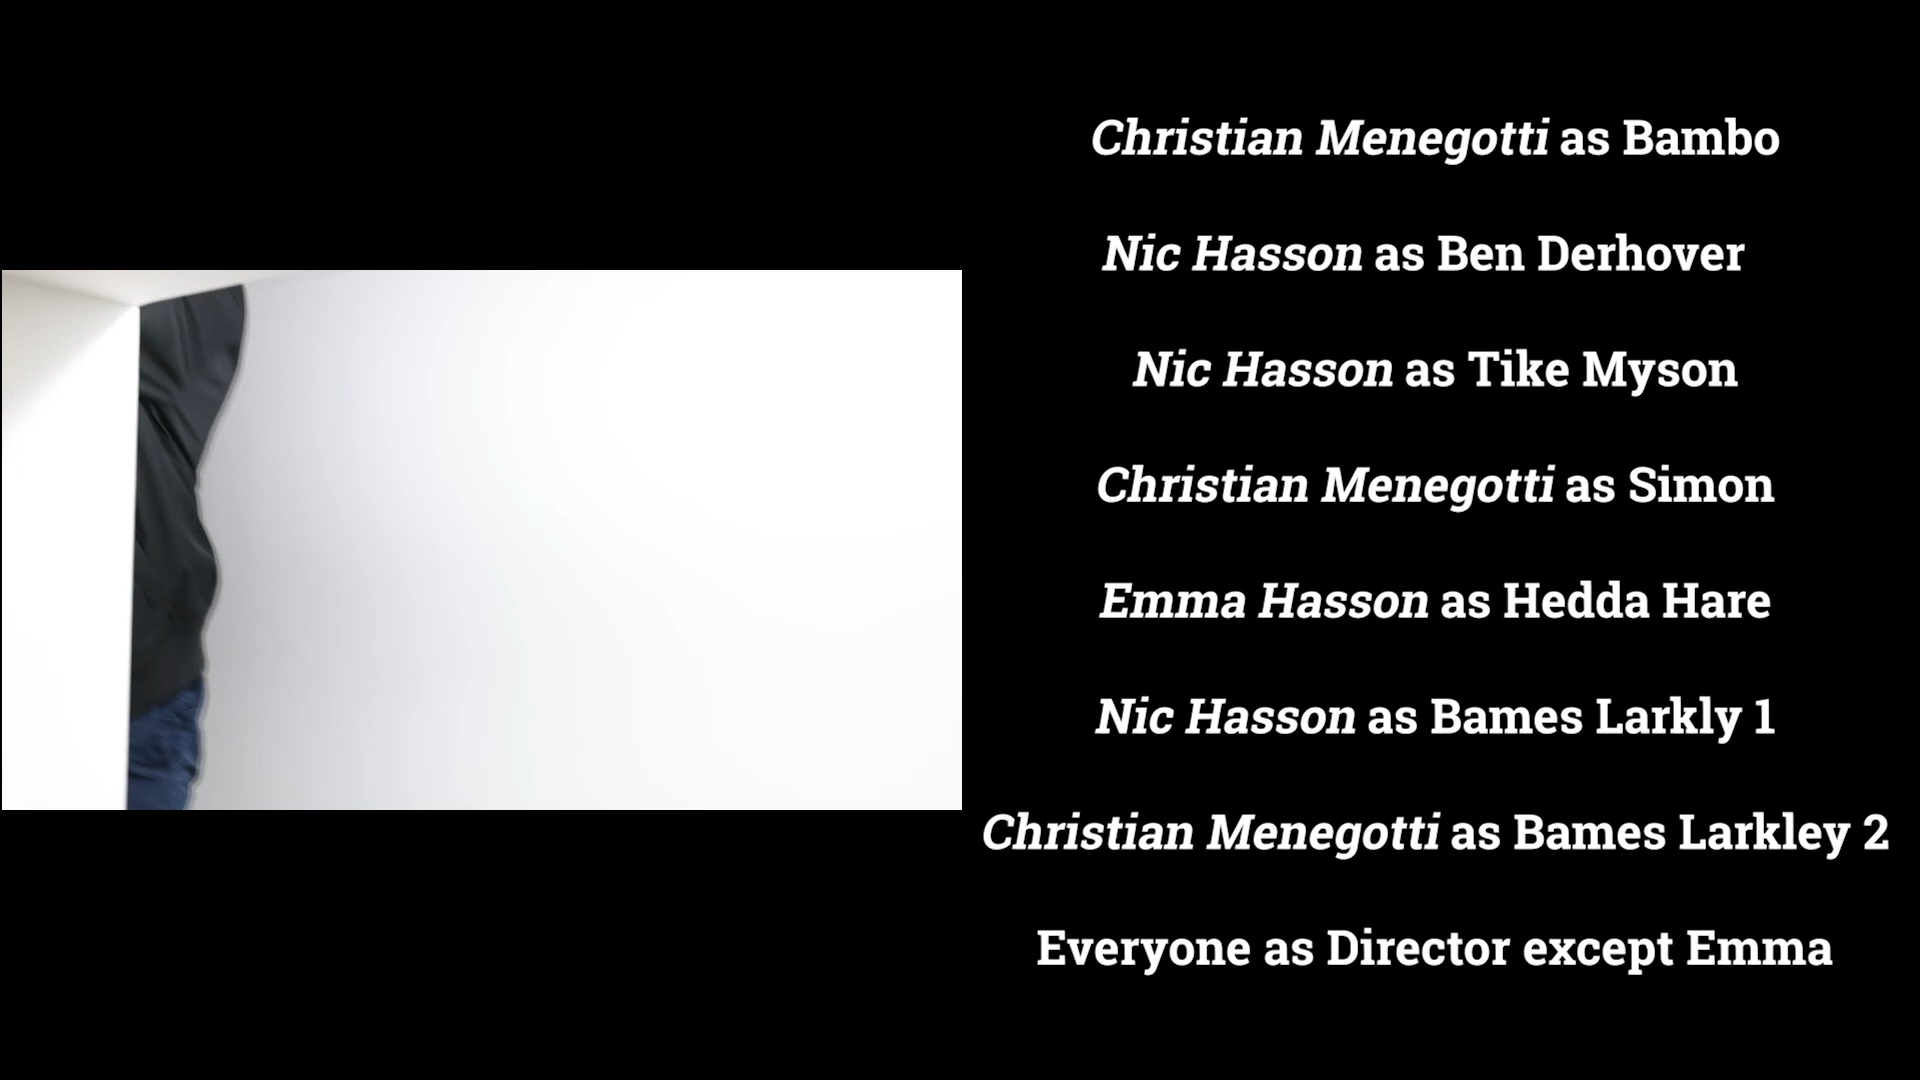 Christian Menegotti as Bambo
Nic Hasson as Ben Derhover
Nic Hasson as Tike Myson
Christian Menegotti as Simon
Emma Hasson as Hedda Hare
Nic Hasson as Bames Larkly 1
Christian Menegotti as Bames Larkley 2
Everyone as Director except Emma